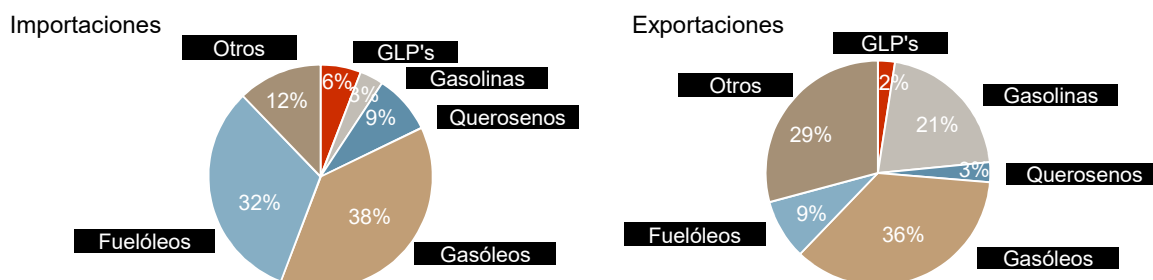 Importaciones
Otros
GLP's
Gasolinas
Querosenos
Gasóleos
Fuelóleos
6%
3%
9%
38%
32%
12%
Exportaciones
GLP's
Gasolinas
Querosenos
Gasóleos
Fuelóleos
Otros
2%
21%
3%
36%
9%
29%